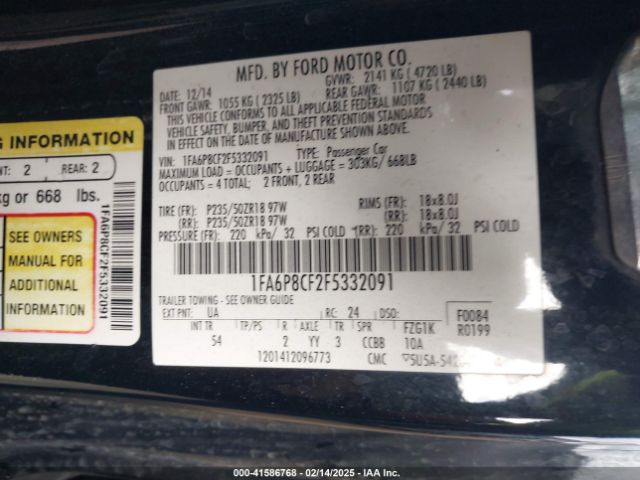 MFD. BY FORD MOTOR CO.
12/14
GVWR: 2141 KG ( 4720 LB)
FRONT GAWR: 1055 KG ( 2325 LB)
REAR GAWR: 1107 KG ( 2440 LB)
THIS VEHICLE CONFORMS TO ALL APPLICABLE FEDERAL MOTOR
VEHICLE SAFETY, BUMPER, AND THEFT PREVENTION STANDARDS
IN EFFECT ON THE DATE OF MANUFACTURE SHOWN ABOVE.
VIN: 1FA6P8CF2F5332091
TYPE: Passenger Car
MAXIMUM LOAD = OCCUPANTS + LUGGAGE = 303KG/ 668LB
OCCUPANTS = 4 TOTAL; 2 FRONT, 2 REAR
TIRE (FR): P235/50ZR18 97W RIMS (FR): 18x8.0J
(RR): P235/50ZR18 97W (RR): 18x8.0J
PRESSURE (FR): 220 kPa/ 32 PSI COLD (RR): 220 kPa/ 32 PSI COLD
1FA6P8CF2F5332091
TRAILER TOWING - SEE OWNER GUIDE
EXT PNT: UA RC: 24 DSO: F0084
R0199
INT TR TP/PS R AXLE TR SPR FZG1K
54 2 YY 3 CCBB 10A
1201412096773 CMC
INFORMATION
2 REAR: 2
kg or 668 lbs.
SEE OWNERS
MANUAL FOR
ADDITIONAL
INFORMATION
1FA6P8CF2F5332091
000-41586768 - 02/14/2025 - IAA Inc.